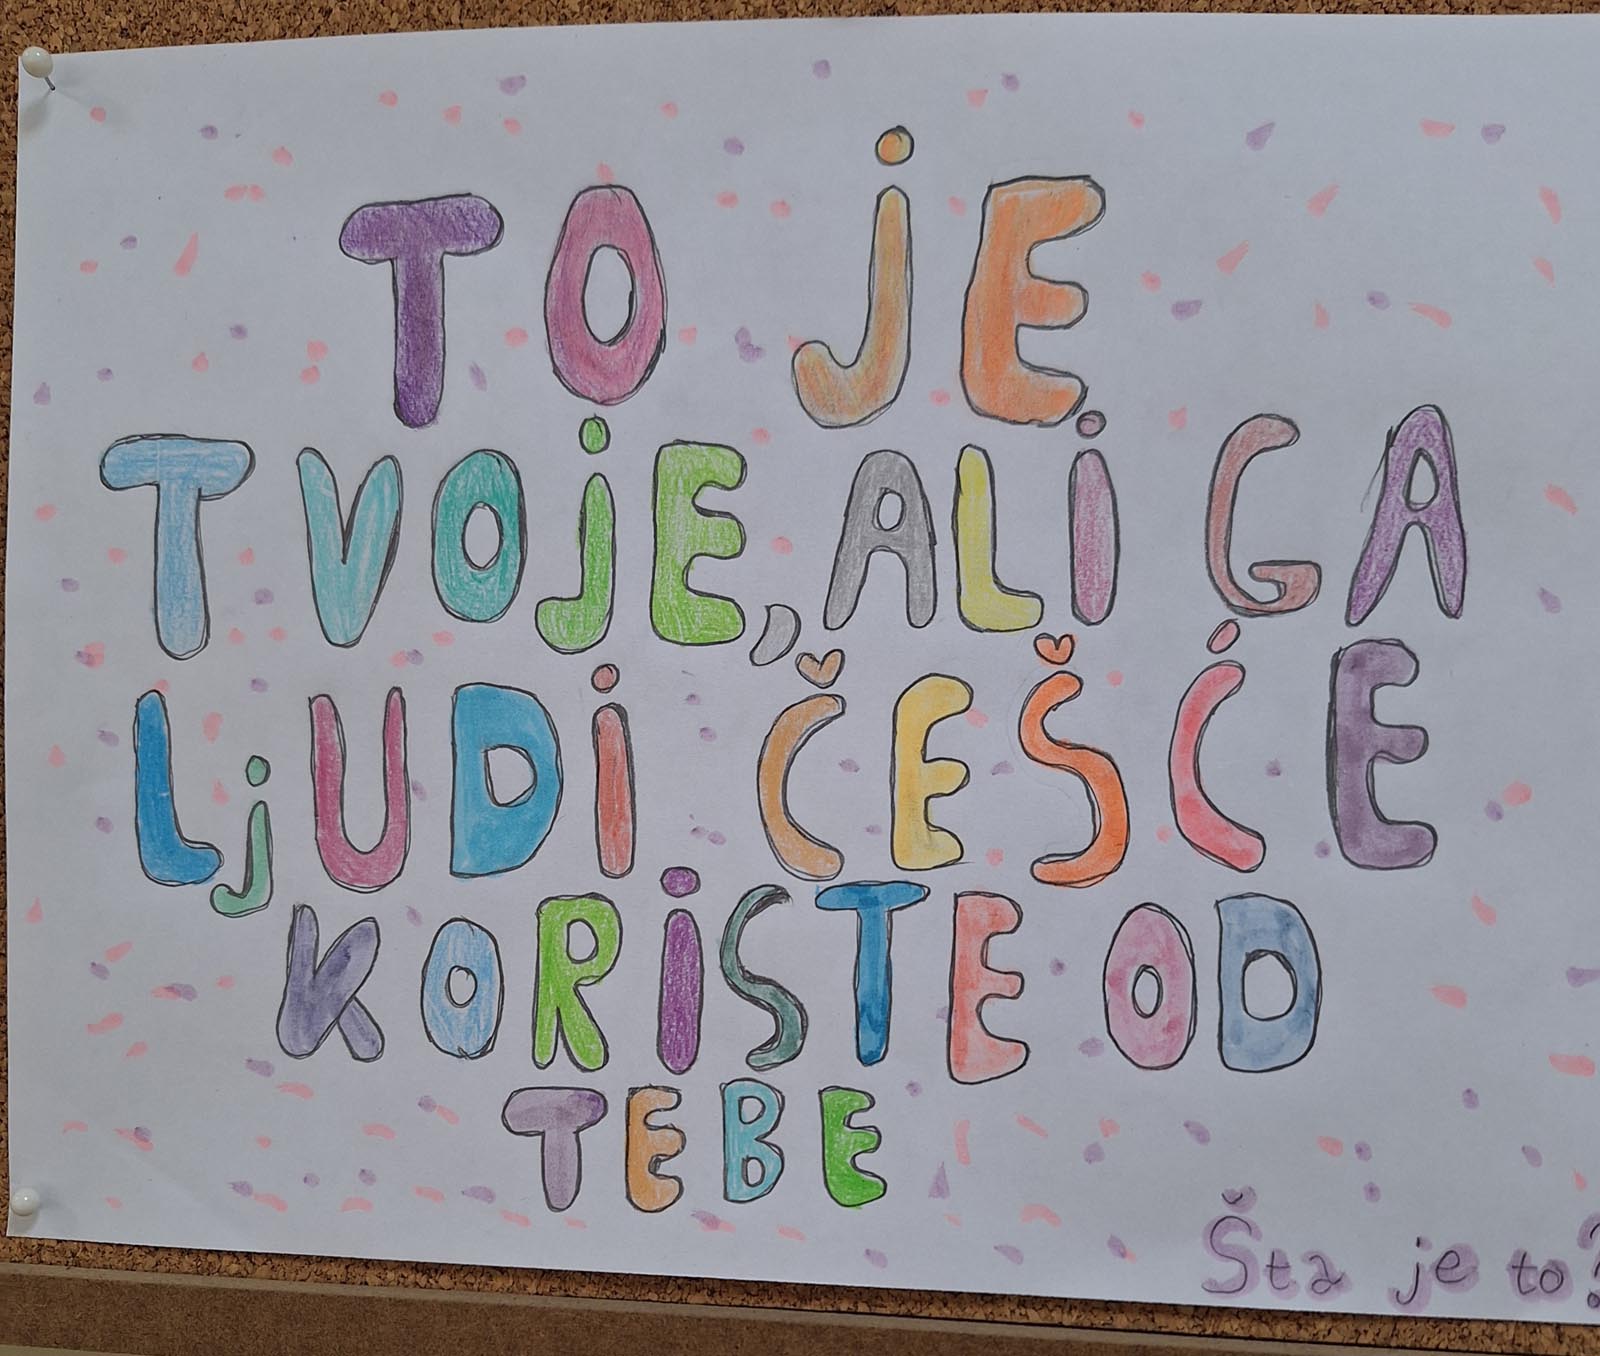 TO JE
TVOJE, ALI GA
LjUDI ČEŠĆE
KORISTE OD
TEBE
Šta je to?